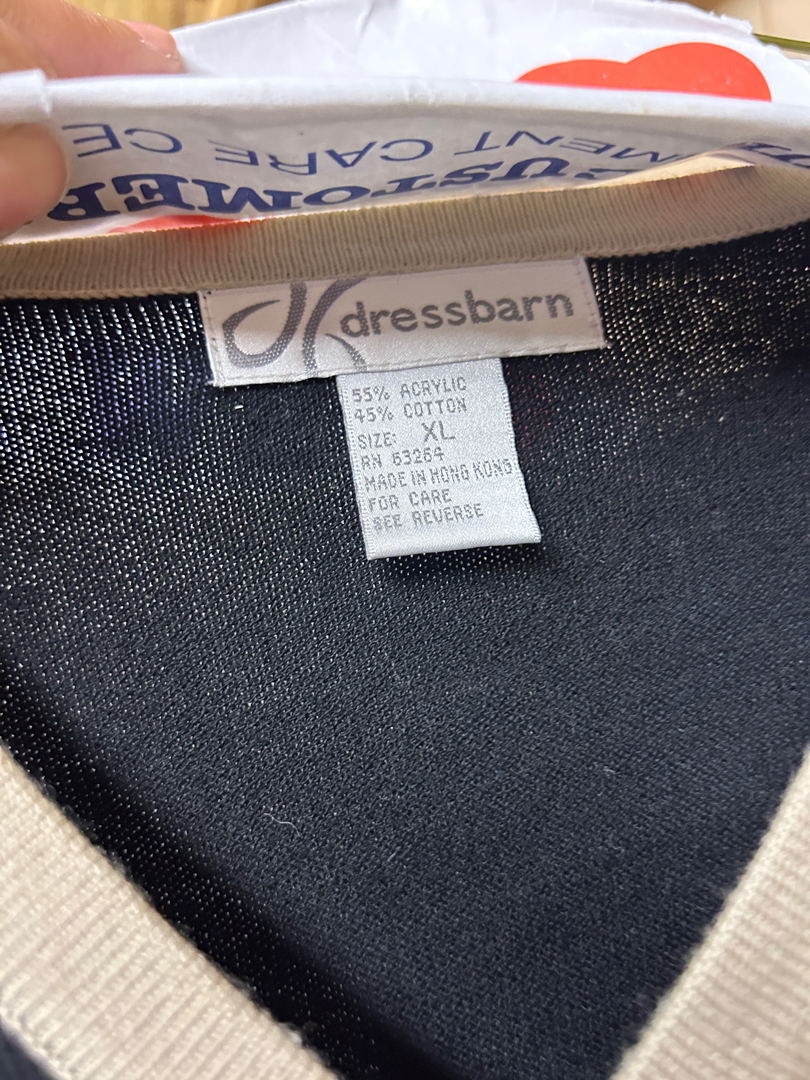 CUSTOMER
MENT CARE CE
dressbarn
55% ACRYLIC
45% COTTON
SIZE: XL
RN 63264
MADE IN HONG KONG
FOR CARE
SEE REVERSE